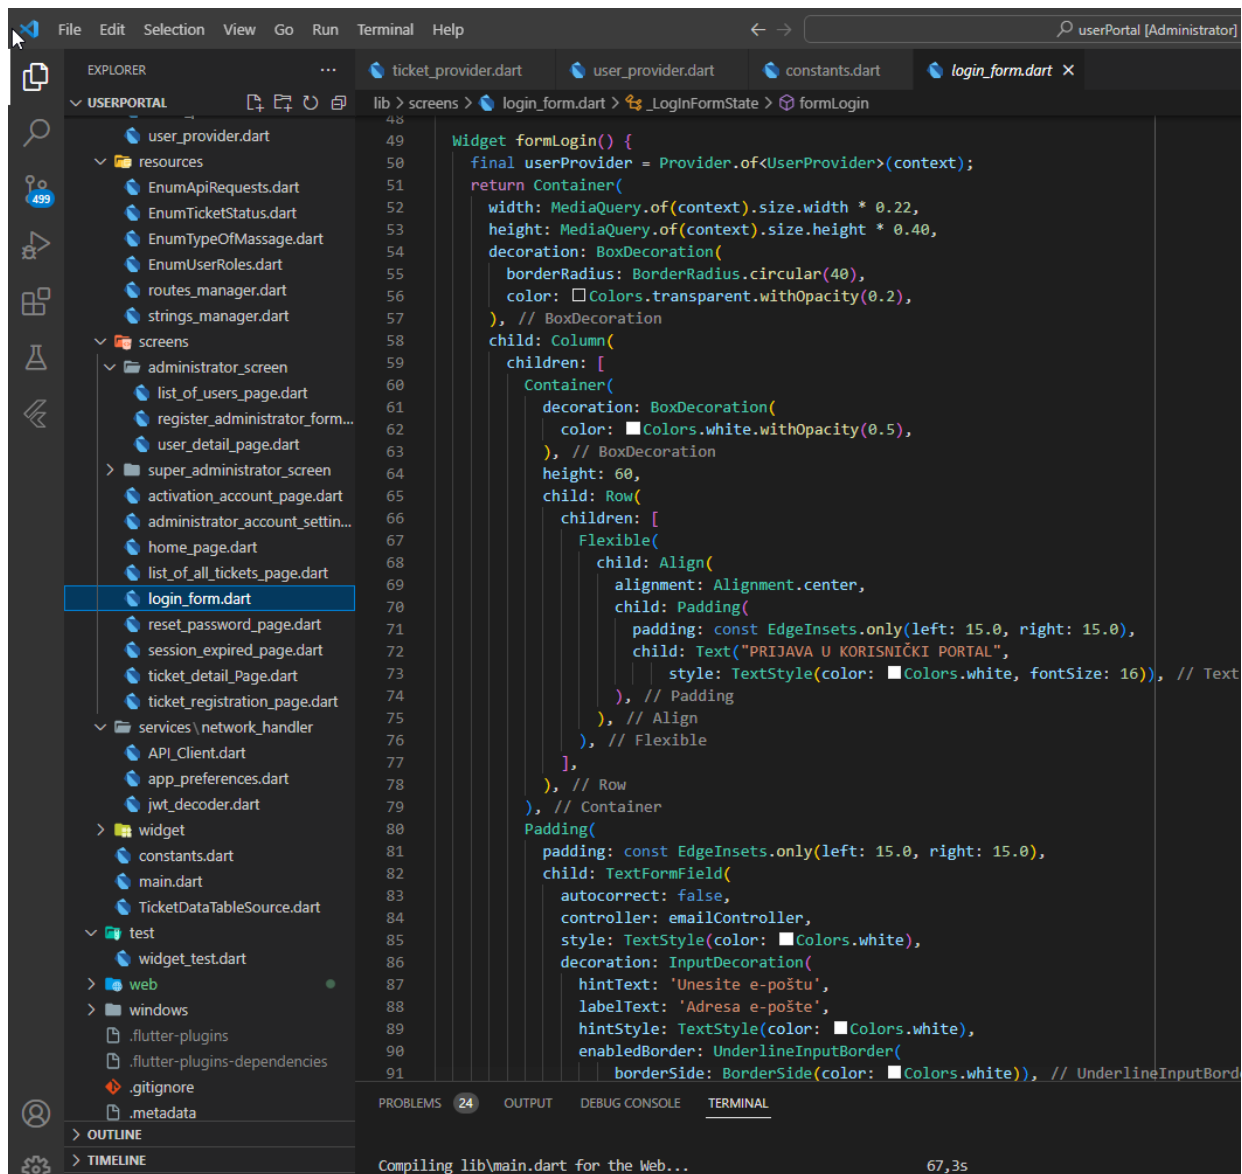 File Edit Selection View Go Run Terminal Help
userPortal [Administrator]
EXPLORER
USERPORTAL
user_provider.dart
resources
EnumApiRequests.dart
EnumTicketStatus.dart
EnumTypeOfMassage.dart
EnumUserRoles.dart
routes_manager.dart
strings_manager.dart
screens
administrator_screen
list_of_users_page.dart
register_administrator_form...
user_detail_page.dart
super_administrator_screen
activation_account_page.dart
administrator_account_settin...
home_page.dart
list_of_all_tickets_page.dart
login_form.dart
reset_password_page.dart
session_expired_page.dart
ticket_detail_Page.dart
ticket_registration_page.dart
services\network_handler
API_Client.dart
app_preferences.dart
jwt_decoder.dart
widget
constants.dart
main.dart
TicketDataTableSource.dart
test
widget_test.dart
web
windows
.flutter-plugins
.flutter-plugins-dependencies
.gitignore
.metadata
OUTLINE
TIMELINE
499
ticket_provider.dart user_provider.dart constants.dart login_form.dart
lib > screens > login_form.dart > _LogInFormState > formLogin
48
49 Widget formLogin() {
50 final userProvider = Provider.of<UserProvider>(context);
51 return Container(
52 width: MediaQuery.of(context).size.width * 0.22,
53 height: MediaQuery.of(context).size.height * 0.40,
54 decoration: BoxDecoration(
55 borderRadius: BorderRadius.circular(40),
56 color: Colors.transparent.withOpacity(0.2),
57 ), // BoxDecoration
58 child: Column(
59 children: [
60 Container(
61 decoration: BoxDecoration(
62 color: Colors.white.withOpacity(0.5),
63 ), // BoxDecoration
64 height: 60,
65 child: Row(
66 children: [
67 Flexible(
68 child: Align(
69 alignment: Alignment.center,
70 child: Padding(
71 padding: const EdgeInsets.only(left: 15.0, right: 15.0),
72 child: Text("PRIJAVA U KORISNIČKI PORTAL",
73 style: TextStyle(color: Colors.white, fontSize: 16)), // Text
74 ), // Padding
75 ), // Align
76 ), // Flexible
77 ],
78 ), // Row
79 ), // Container
80 Padding(
81 padding: const EdgeInsets.only(left: 15.0, right: 15.0),
82 child: TextFormField(
83 autocorrect: false,
84 controller: emailController,
85 style: TextStyle(color: Colors.white),
86 decoration: InputDecoration(
87 hintText: 'Unesite e-poštu',
88 labelText: 'Adresa e-pošte',
89 hintStyle: TextStyle(color: Colors.white),
90 enabledBorder: UnderlineInputBorder(
91 borderSide: BorderSide(color: Colors.white)), // UnderlineInputBord
PROBLEMS 24 OUTPUT DEBUG CONSOLE TERMINAL
Compiling lib\main.dart for the Web... 67,3s